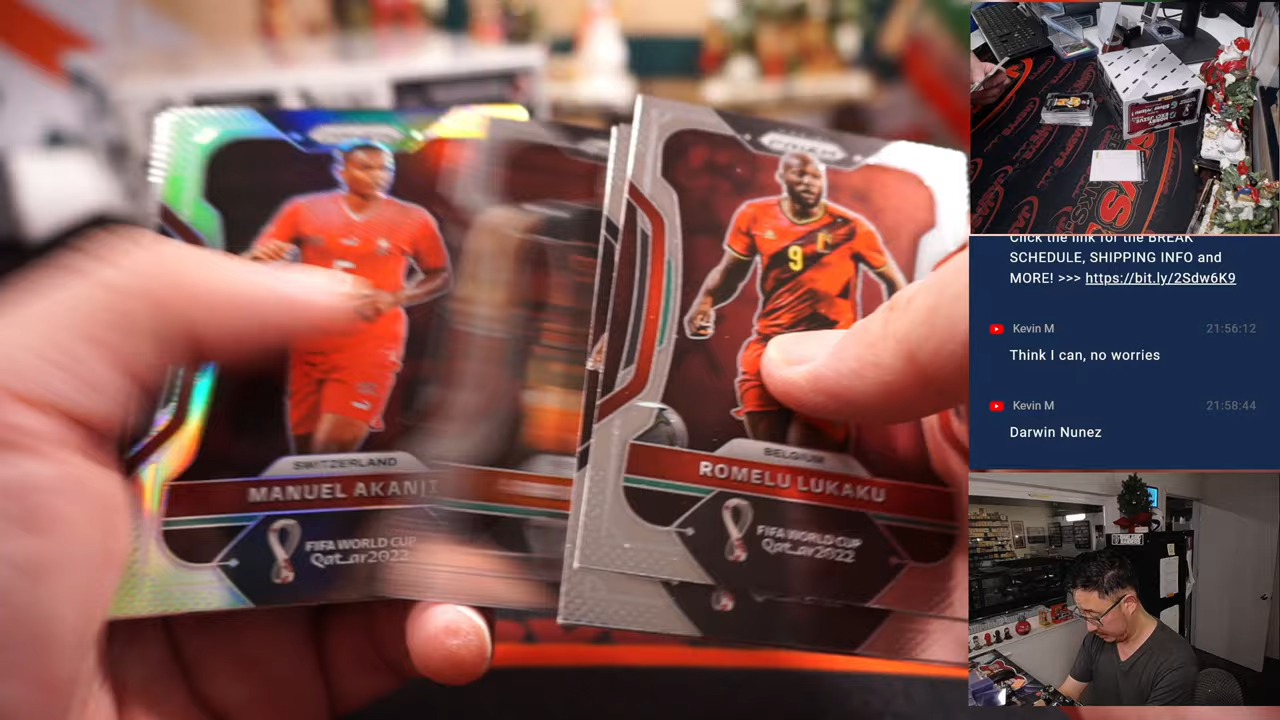 PRIZM
SWITZERLAND
MANUEL AKANJI
FIFA WORLD CUP
Qatar2022
9
BELGIUM
ROMELU LUKAKU
FIFA WORLD CUP
Qatar2022
Click the link for the BREAK
SCHEDULE, SHIPPING INFO and
MORE! >>> https://bit.ly/2Sdw6K9
Kevin M 21:56:12
Think I can, no worries
Kevin M 21:58:44
Darwin Nunez